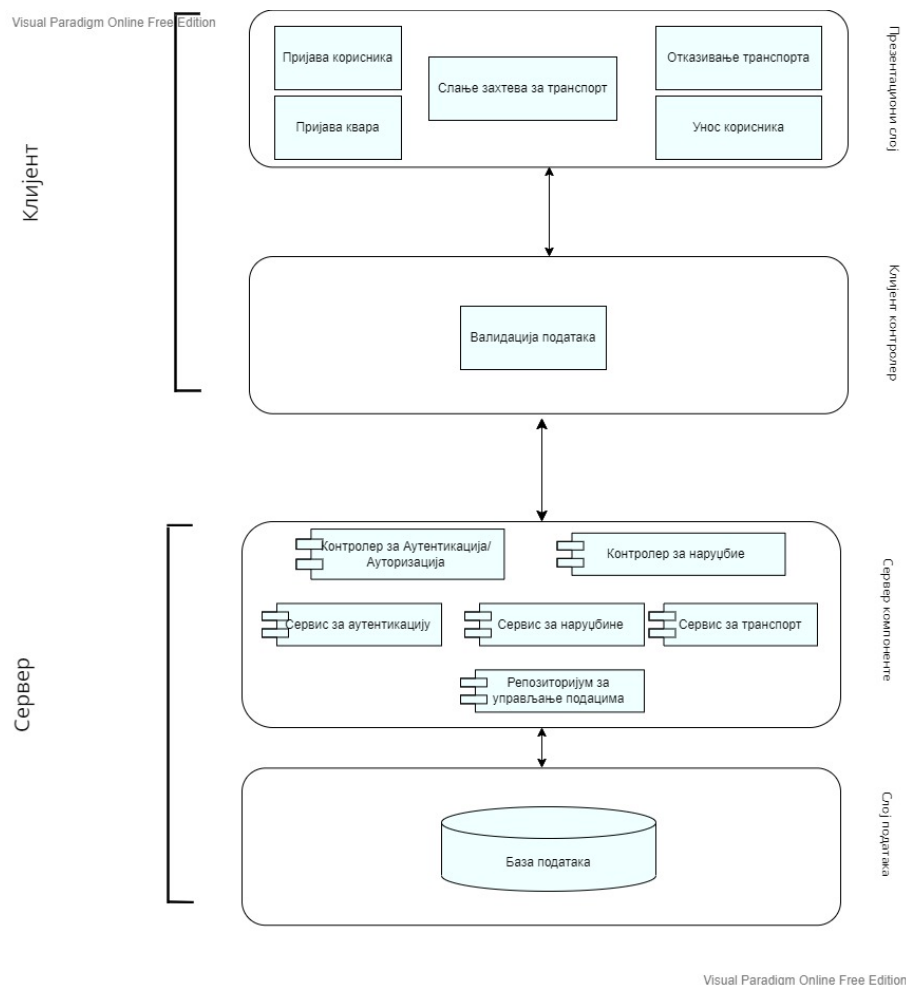 Visual Paradigm Online Free Edition
Клијент
Пријава корисника
Слање захтева за транспорт
Отказивање транспорта
Пријава квара
Унос корисника
Презентациони слој
Валидација података
Клијент контролер
Сервер
Контролер за Аутентикација/
Ауторизација
Контролер за наруџбие
Сервис за аутентикацију
Сервис за наруџбине
Сервис за транспорт
Репозиторијум за
управљање подацима
Сервер компоненте
База података
Слој података
Visual Paradigm Online Free Edition